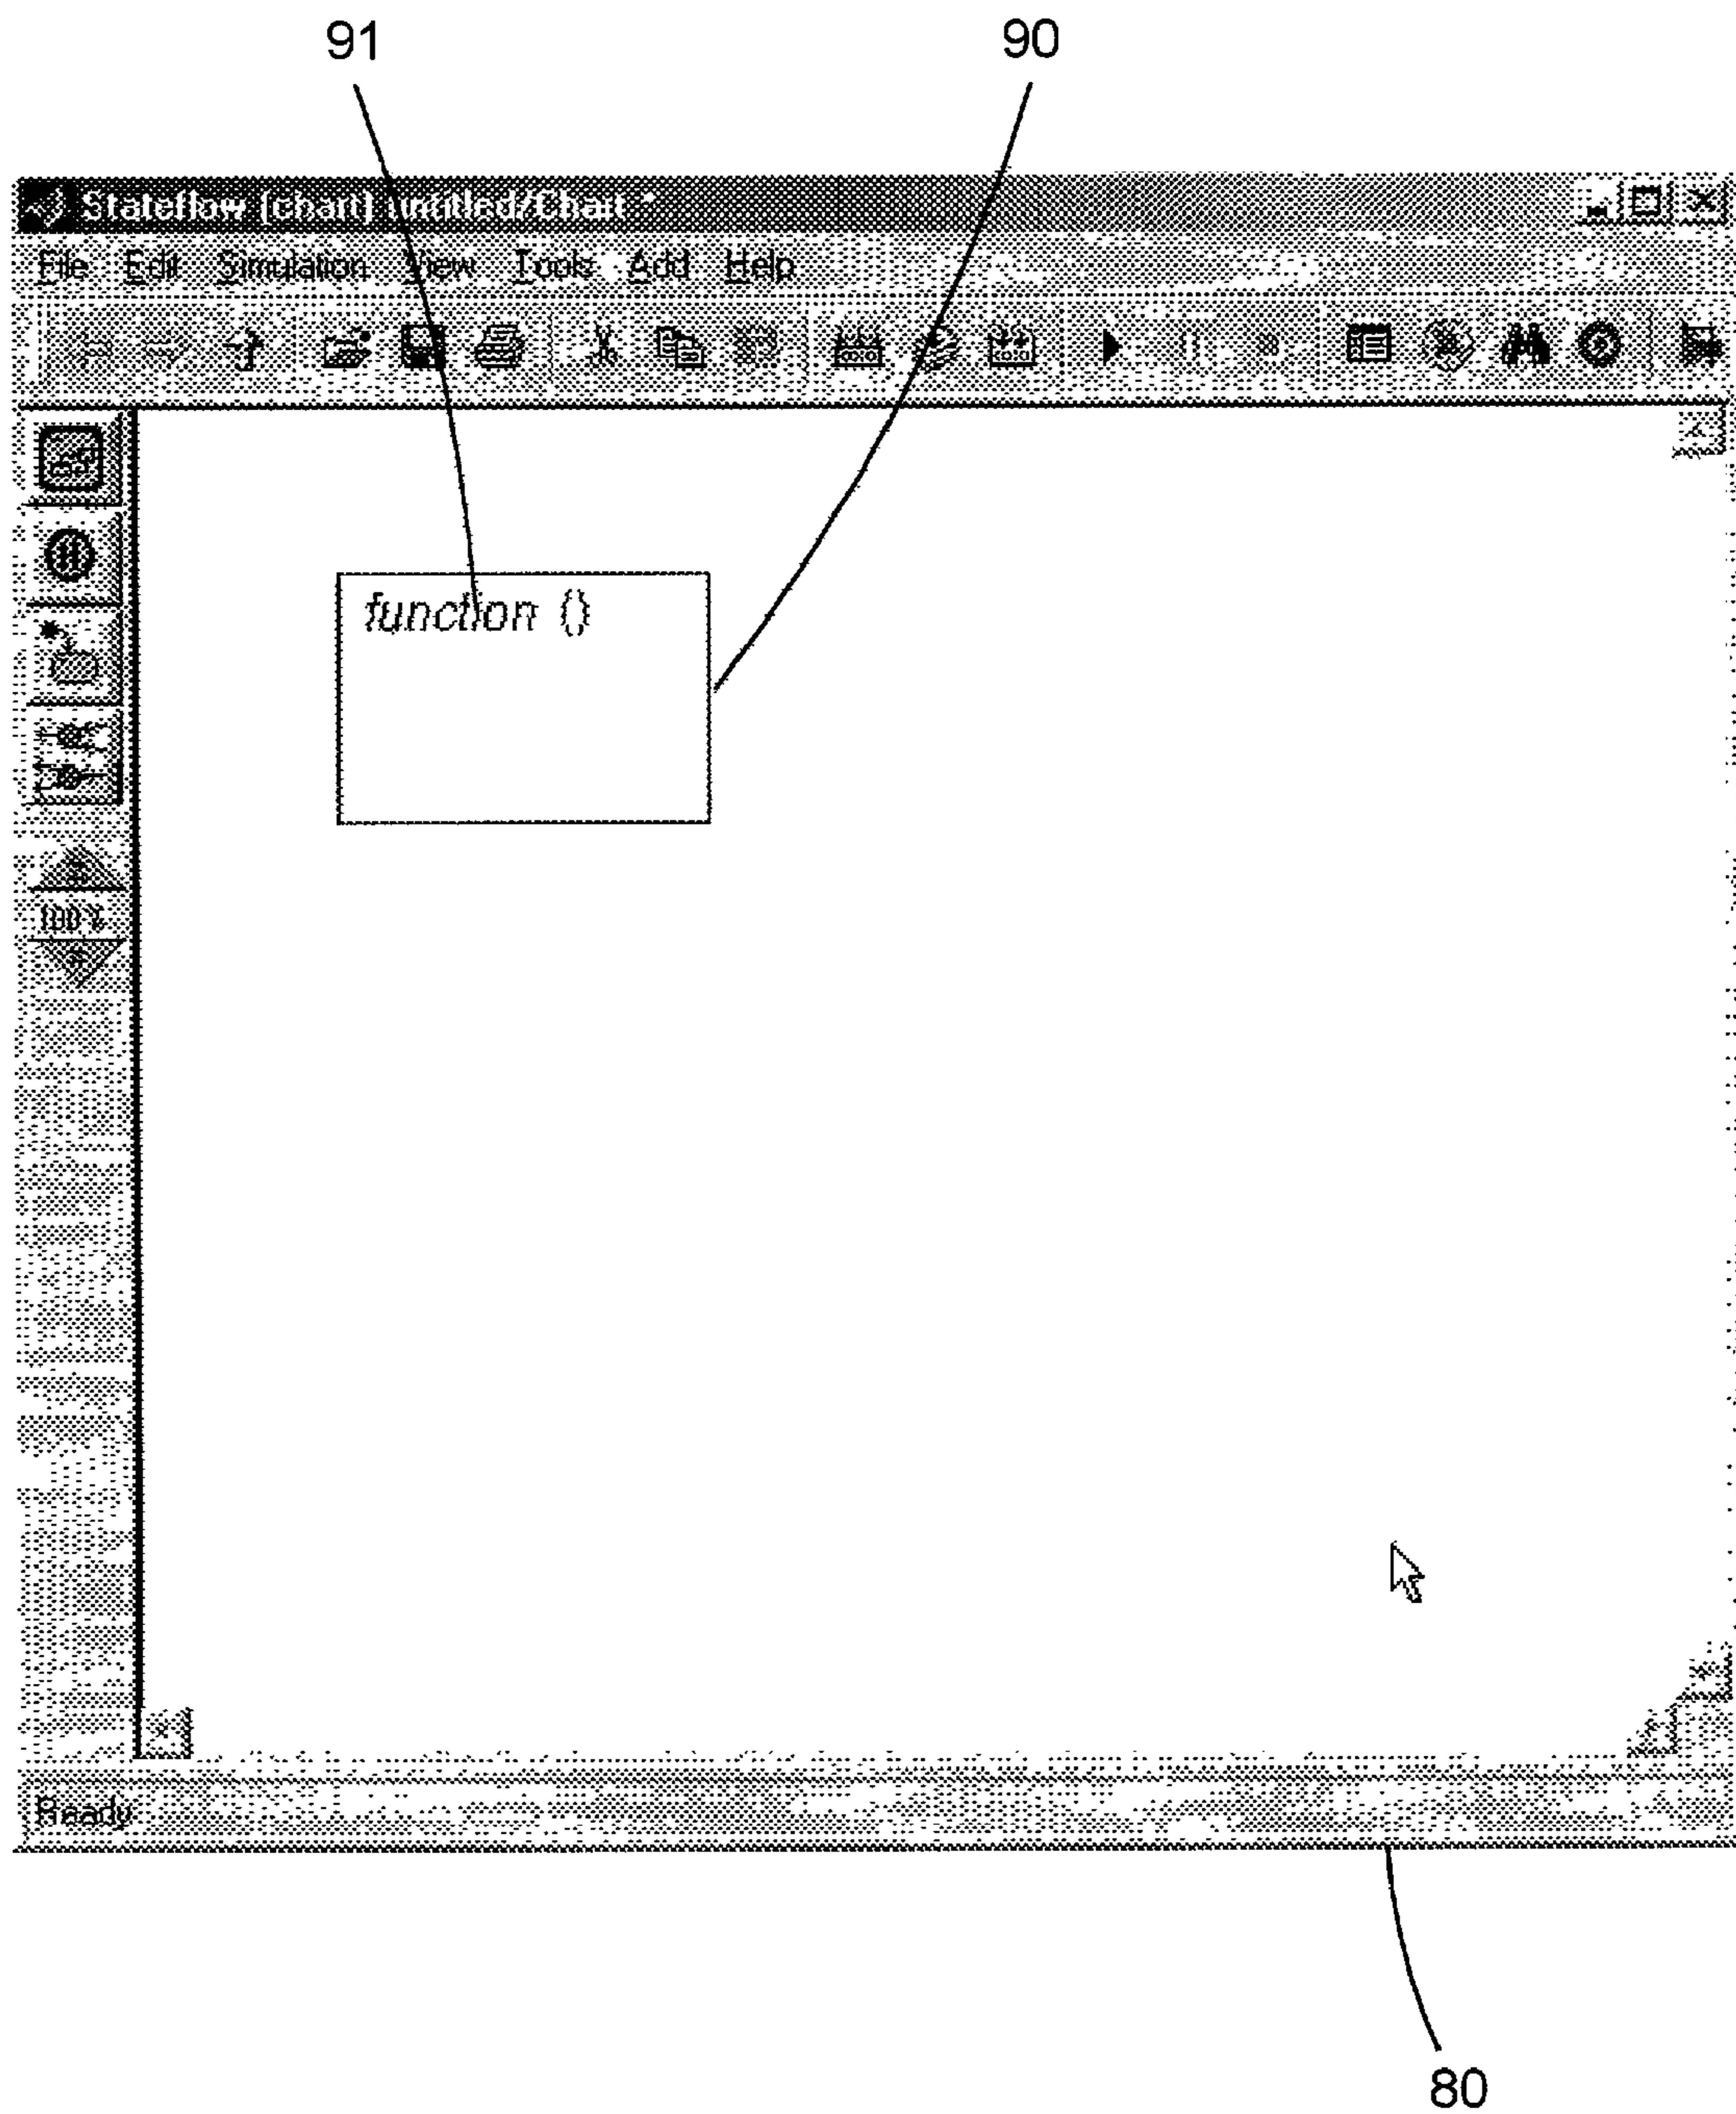 91 90
Stateflow (chart) untitled/Chart *
File Edit Simulation View Tools Add Help
function ()
100%
Ready
80